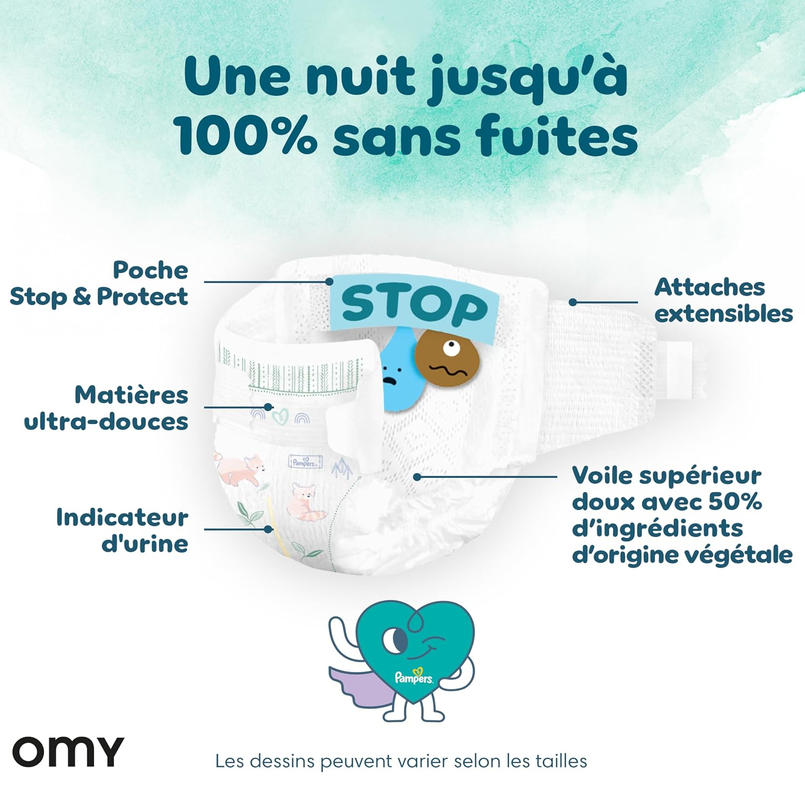 Une nuit jusqu'à
100% sans fuites
Poche
Stop & Protect
STOP
Attaches
extensibles
Matières
ultra-douces
Pampers
Voile supérieur
doux avec 50%
d'ingrédients
d'origine végétale
Indicateur
d'urine
Pampers
omy
Les dessins peuvent varier selon les tailles